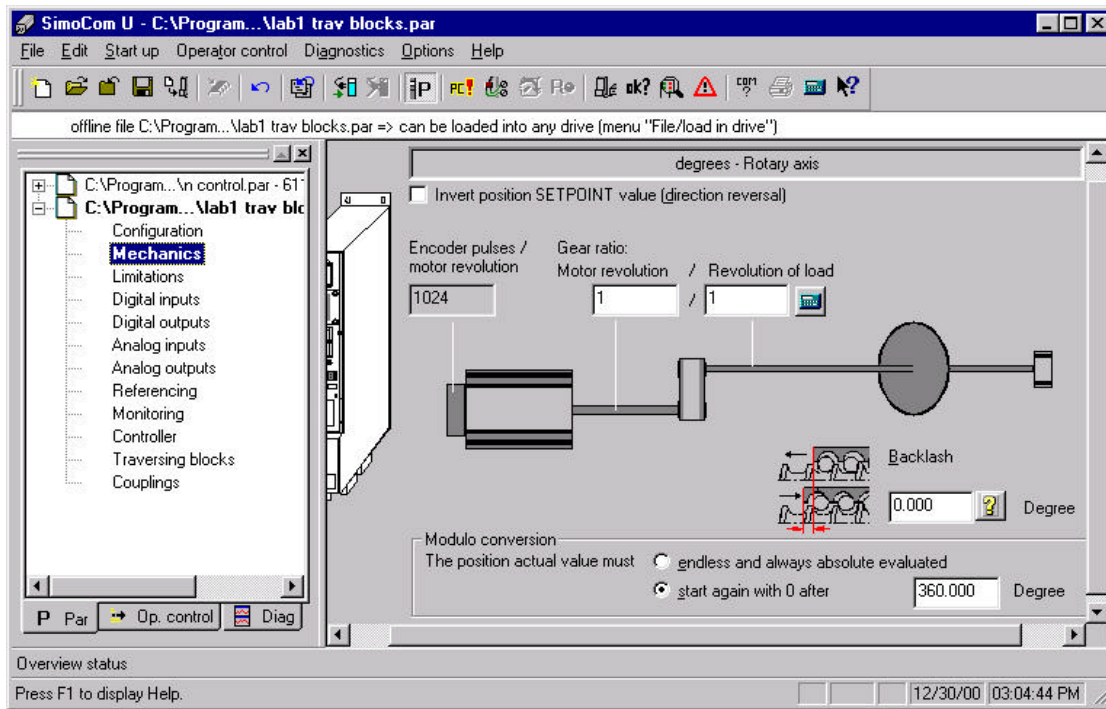 SimoCom U - C:\Program...\lab1 trav blocks.par
File Edit Start up Operator control Diagnostics Options Help
P PC! ok? COM ?
offline file C:\Program...\lab1 trav blocks.par => can be loaded into any drive (menu "File/load in drive")
C:\Program...\n control.par - 611
C:\Program...\lab1 trav blc
Configuration
Mechanics
Limitations
Digital inputs
Digital outputs
Analog inputs
Analog outputs
Referencing
Monitoring
Controller
Traversing blocks
Couplings
P Par Op. control Diag
degrees - Rotary axis
Invert position SETPOINT value (direction reversal)
Encoder pulses /
motor revolution
1024
Gear ratio:
Motor revolution / Revolution of load
1 / 1
Backlash
0.000 Degree
Modulo conversion
The position actual value must endless and always absolute evaluated
start again with 0 after 360.000 Degree
Overview status
Press F1 to display Help. 12/30/00 03:04:44 PM